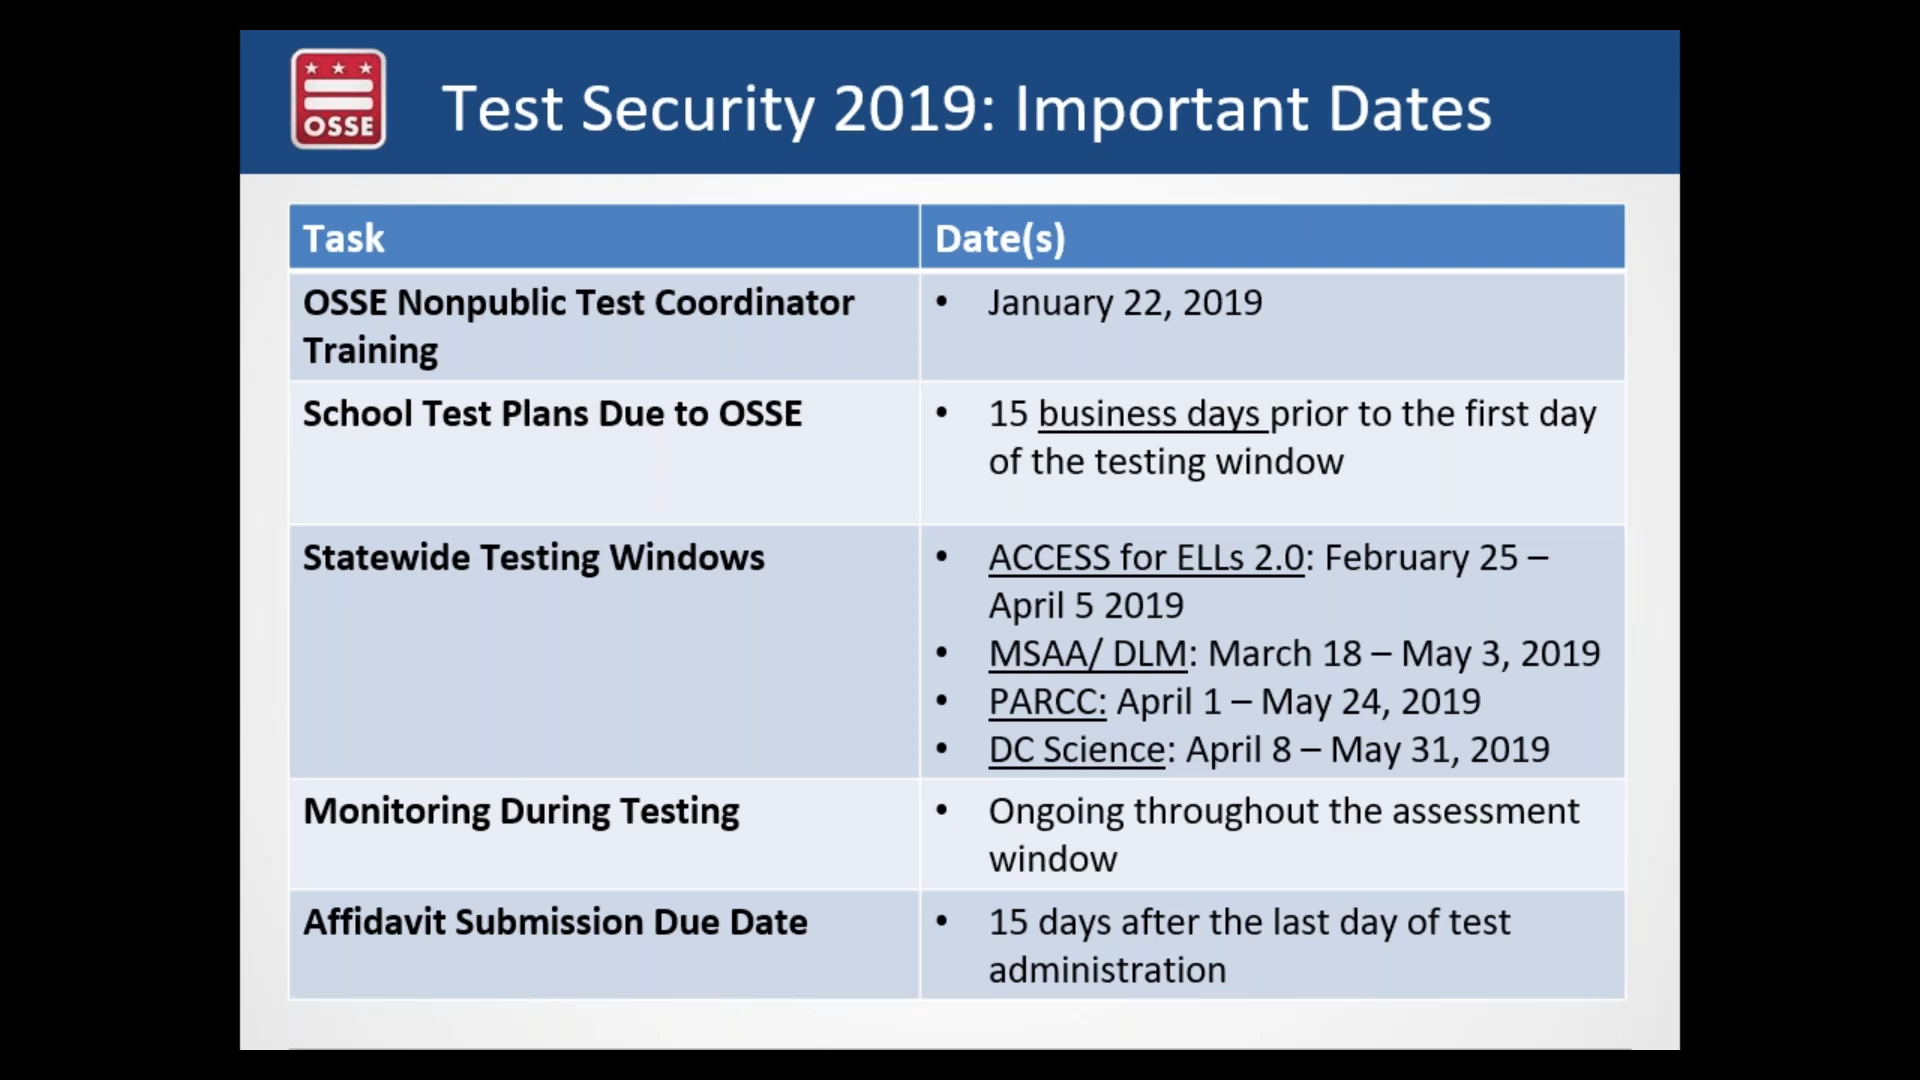 OSSE
Test Security 2019: Important Dates
Task
Date(s)
OSSE Nonpublic Test Coordinator
Training
• January 22, 2019
School Test Plans Due to OSSE
• 15 business days prior to the first day
of the testing window
Statewide Testing Windows
• ACCESS for ELLs 2.0: February 25 –
April 5 2019
• MSAA/ DLM: March 18 – May 3, 2019
• PARCC: April 1 – May 24, 2019
• DC Science: April 8 – May 31, 2019
Monitoring During Testing
• Ongoing throughout the assessment
window
Affidavit Submission Due Date
• 15 days after the last day of test
administration